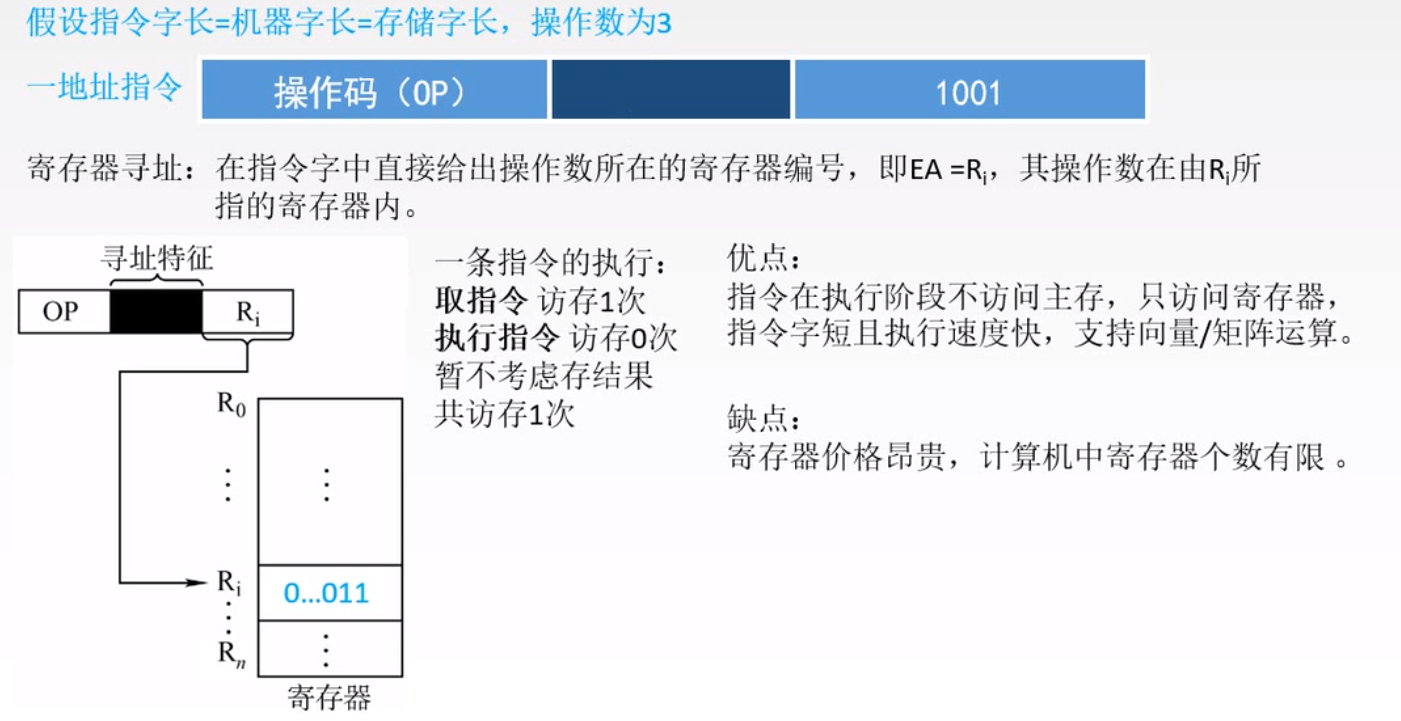 假设指令字长=机器字长=存储字长，操作数为3
一地址指令
操作码（OP）
1001
寄存器寻址：在指令字中直接给出操作数所在的寄存器编号，即EA =Ri，其操作数在由Ri所
指的寄存器内。
寻址特征
OP
Ri
R0
⋮
⋮
Ri
0...011
⋮
Rn
⋮
寄存器
一条指令的执行：
取指令 访存1次
执行指令 访存0次
暂不考虑存结果
共访存1次
优点：
指令在执行阶段不访问主存，只访问寄存器，
指令字短且执行速度快，支持向量/矩阵运算。
缺点：
寄存器价格昂贵，计算机中寄存器个数有限 。